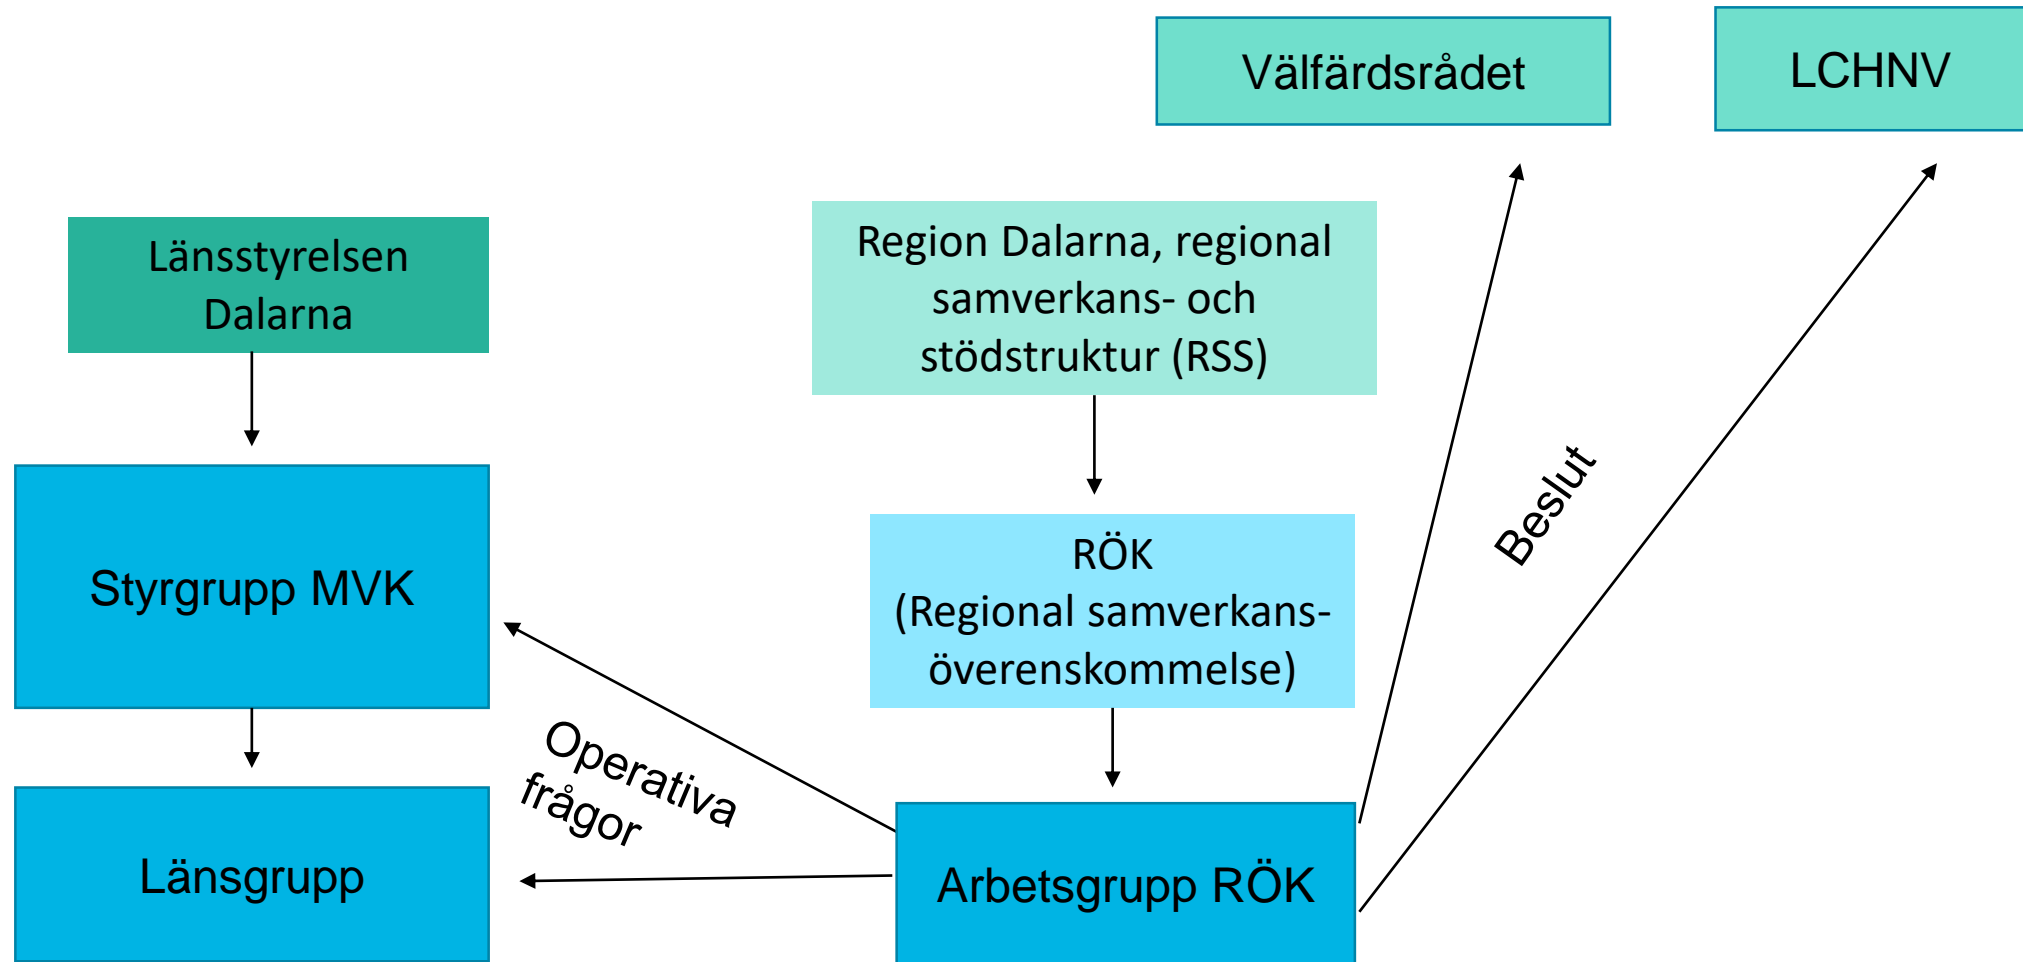 Välfärdsrådet
LCHNV
Länsstyrelsen
Dalarna
Region Dalarna, regional
samverkans- och
stödstruktur (RSS)
Styrgrupp MVK
RÖK
(Regional samverkans-
överenskommelse)
Beslut
Operativa
frågor
Länsgrupp
Arbetsgrupp RÖK